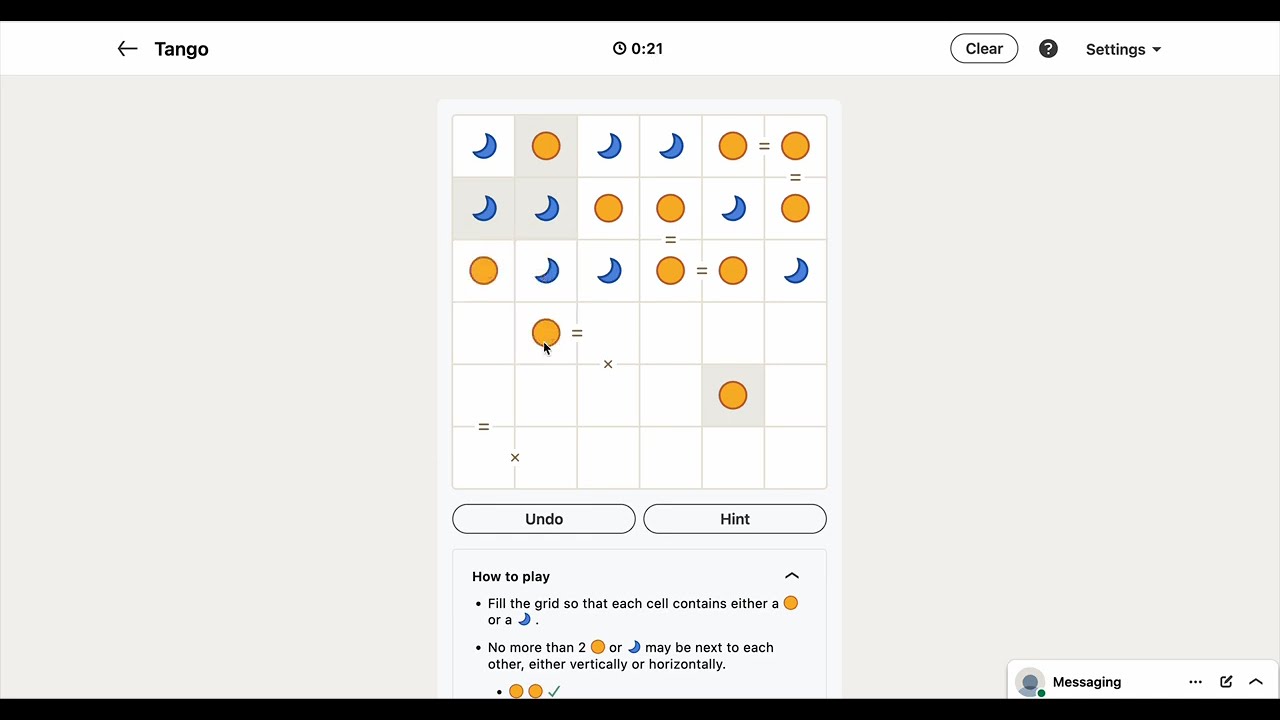 Tango
0:21
Clear
?
Settings
=
=
=
=
=
×
=
×
Undo
Hint
How to play
• Fill the grid so that each cell contains either a
or a .
• No more than 2 or may be next to each
other, either vertically or horizontally.
•
Messaging